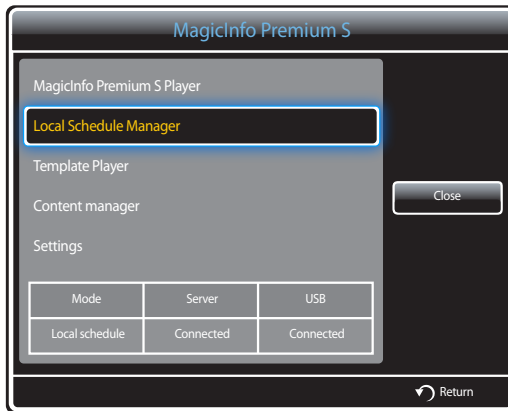 MagicInfo Premium S
MagicInfo Premium S Player
Local Schedule Manager
Template Player
Content manager
Settings
Close
Mode Server USB
Local schedule Connected Connected
Return